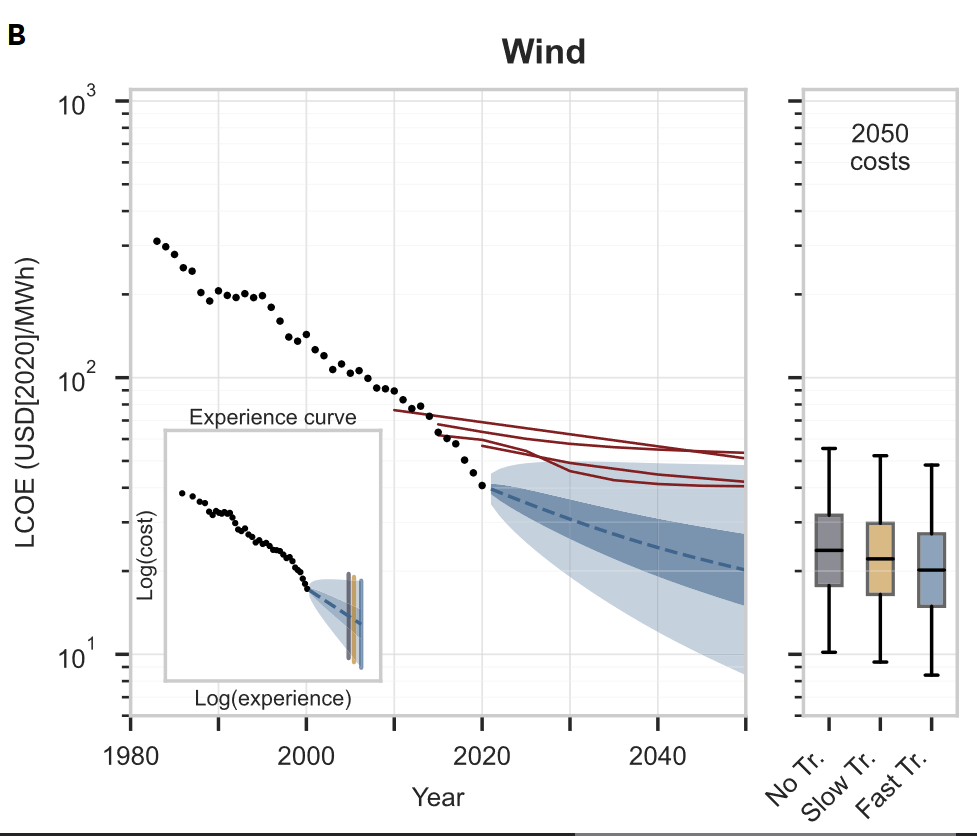 B
Wind
10³
10²
10¹
LCOE (USD[2020]/MWh)
Experience curve
Log(cost)
Log(experience)
1980
2000
2020
2040
Year
2050
costs
No Tr.
Slow Tr.
Fast Tr.